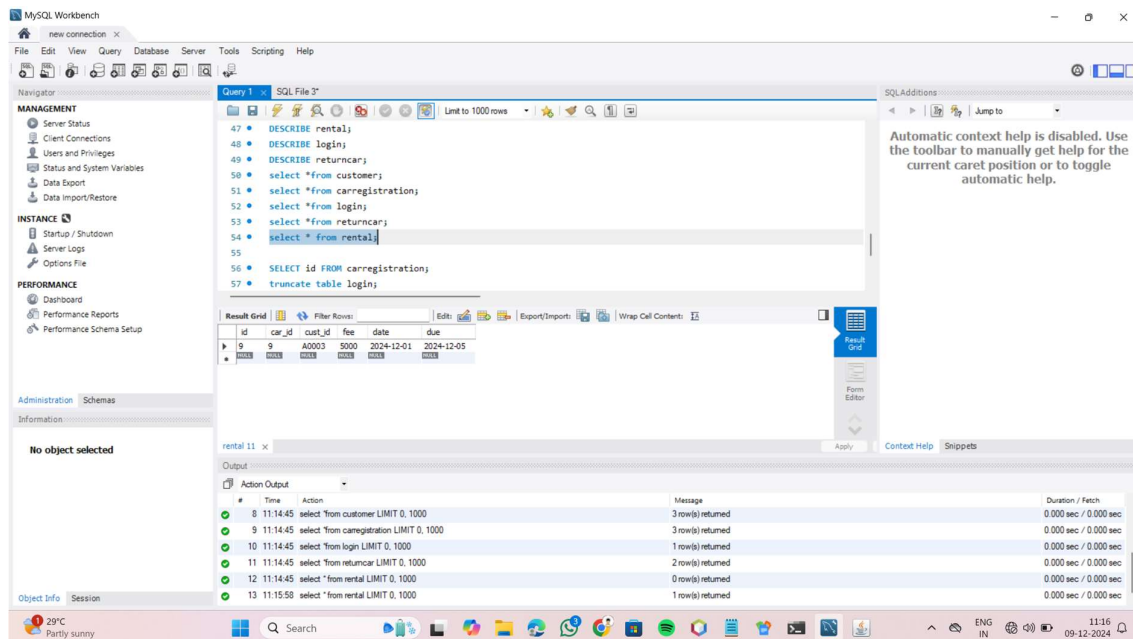 MySQL Workbench
new connection
File Edit View Query Database Server Tools Scripting Help
Navigator
MANAGEMENT
Server Status
Client Connections
Users and Privileges
Status and System Variables
Data Export
Data Import/Restore
INSTANCE
Startup / Shutdown
Server Logs
Options File
PERFORMANCE
Dashboard
Performance Reports
Performance Schema Setup
Administration Schemas
Information
No object selected
Object Info Session
Query 1 SQL File 3*
Limit to 1000 rows
47 DESCRIBE rental;
48 DESCRIBE login;
49 DESCRIBE returncar;
50 select *from customer;
51 select *from carregistration;
52 select *from login;
53 select *from returncar;
54 select * from rental;
55
56 SELECT id FROM carregistration;
57 truncate table login;
Result Grid Filter Rows: Edit: Export/Import: Wrap Cell Content:
id car_id cust_id fee date due
9 9 A0003 5000 2024-12-01 2024-12-05
NULL NULL NULL NULL NULL NULL
Result Grid
Form Editor
rental 11 Apply
Output
Action Output
# Time Action Message Duration / Fetch
8 11:14:45 select *from customer LIMIT 0, 1000 3 row(s) returned 0.000 sec / 0.000 sec
9 11:14:45 select *from carregistration LIMIT 0, 1000 3 row(s) returned 0.000 sec / 0.000 sec
10 11:14:45 select *from login LIMIT 0, 1000 1 row(s) returned 0.000 sec / 0.000 sec
11 11:14:45 select *from returncar LIMIT 0, 1000 2 row(s) returned 0.000 sec / 0.000 sec
12 11:14:45 select * from rental LIMIT 0, 1000 0 row(s) returned 0.000 sec / 0.000 sec
13 11:15:58 select * from rental LIMIT 0, 1000 1 row(s) returned 0.000 sec / 0.000 sec
SQLAdditions
Jump to
Automatic context help is disabled. Use
the toolbar to manually get help for the
current caret position or to toggle
automatic help.
Context Help Snippets
1
29°C
Partly sunny
Search
3
ENG
IN
11:16
09-12-2024